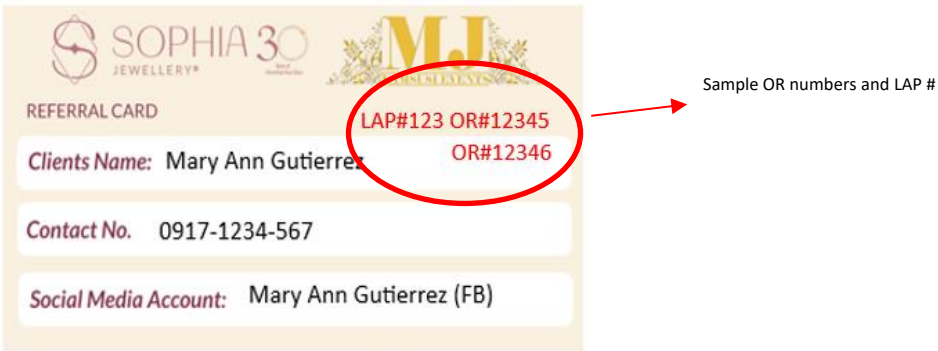 SOPHIA 30
JEWELLERY®
MJ
REFERRAL CARD
LAP#123 OR#12345
OR#12346
Clients Name: Mary Ann Gutierrez
Contact No. 0917-1234-567
Social Media Account: Mary Ann Gutierrez (FB)
Sample OR numbers and LAP #